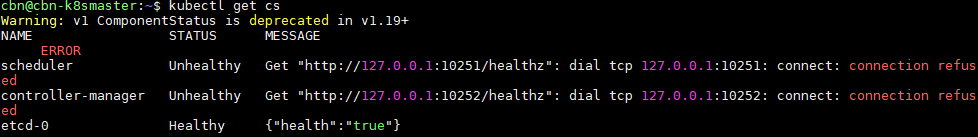 cbn@cbn-k8smaster:~$ kubectl get cs
Warning: v1 ComponentStatus is deprecated in v1.19+
NAME                 STATUS      MESSAGE
     ERROR
scheduler            Unhealthy   Get "http://127.0.0.1:10251/healthz": dial tcp 127.0.0.1:10251: connect: connection refus
ed
controller-manager   Unhealthy   Get "http://127.0.0.1:10252/healthz": dial tcp 127.0.0.1:10252: connect: connection refus
ed
etcd-0               Healthy     {"health":"true"}